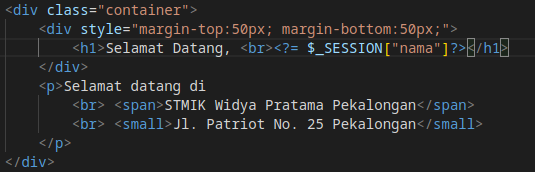 <div class="container">
<div style="margin-top:50px; margin-bottom:50px;">
<h1>Selamat Datang, <br><?= $_SESSION["nama"]?></h1>
</div>
<p>Selamat datang di
<br> <span>STMIK Widya Pratama Pekalongan</span>
<br> <small>Jl. Patriot No. 25 Pekalongan</small>
</p>
</div>